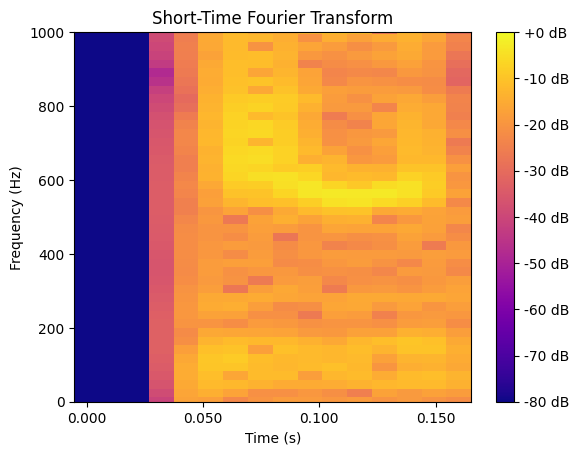 Short-Time Fourier Transform
1000
800
600
400
200
0
Frequency (Hz)
0.000
0.050
0.100
0.150
Time (s)
+0 dB
-10 dB
-20 dB
-30 dB
-40 dB
-50 dB
-60 dB
-70 dB
-80 dB